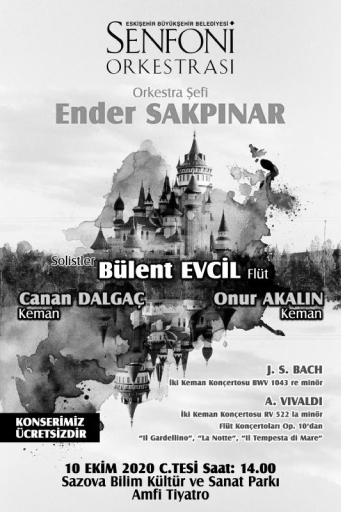 ESKİŞEHİR BÜYÜKŞEHİR BELEDİYESİ
SENFONİ
ORKESTRASI
Orkestra Şefi
Ender SAKPINAR
Solistler
Bülent EVCİL Flüt
Canan DALGAÇ
Keman
Onur AKALIN
Keman
J. S. BACH
İki Keman Konçertosu BWV 1043 re minör
A. VIVALDI
İki Keman Konçertosu RV 522 la minör
Flüt Konçertoları Op. 10'dan
"Il Gardellino", "La Notte", "Il Tempesta di Mare"
KONSERİMİZ
ÜCRETSİZDİR
10 EKİM 2020 C.TESİ Saat: 14.00
Sazova Bilim Kültür ve Sanat Parkı
Amfi Tiyatro